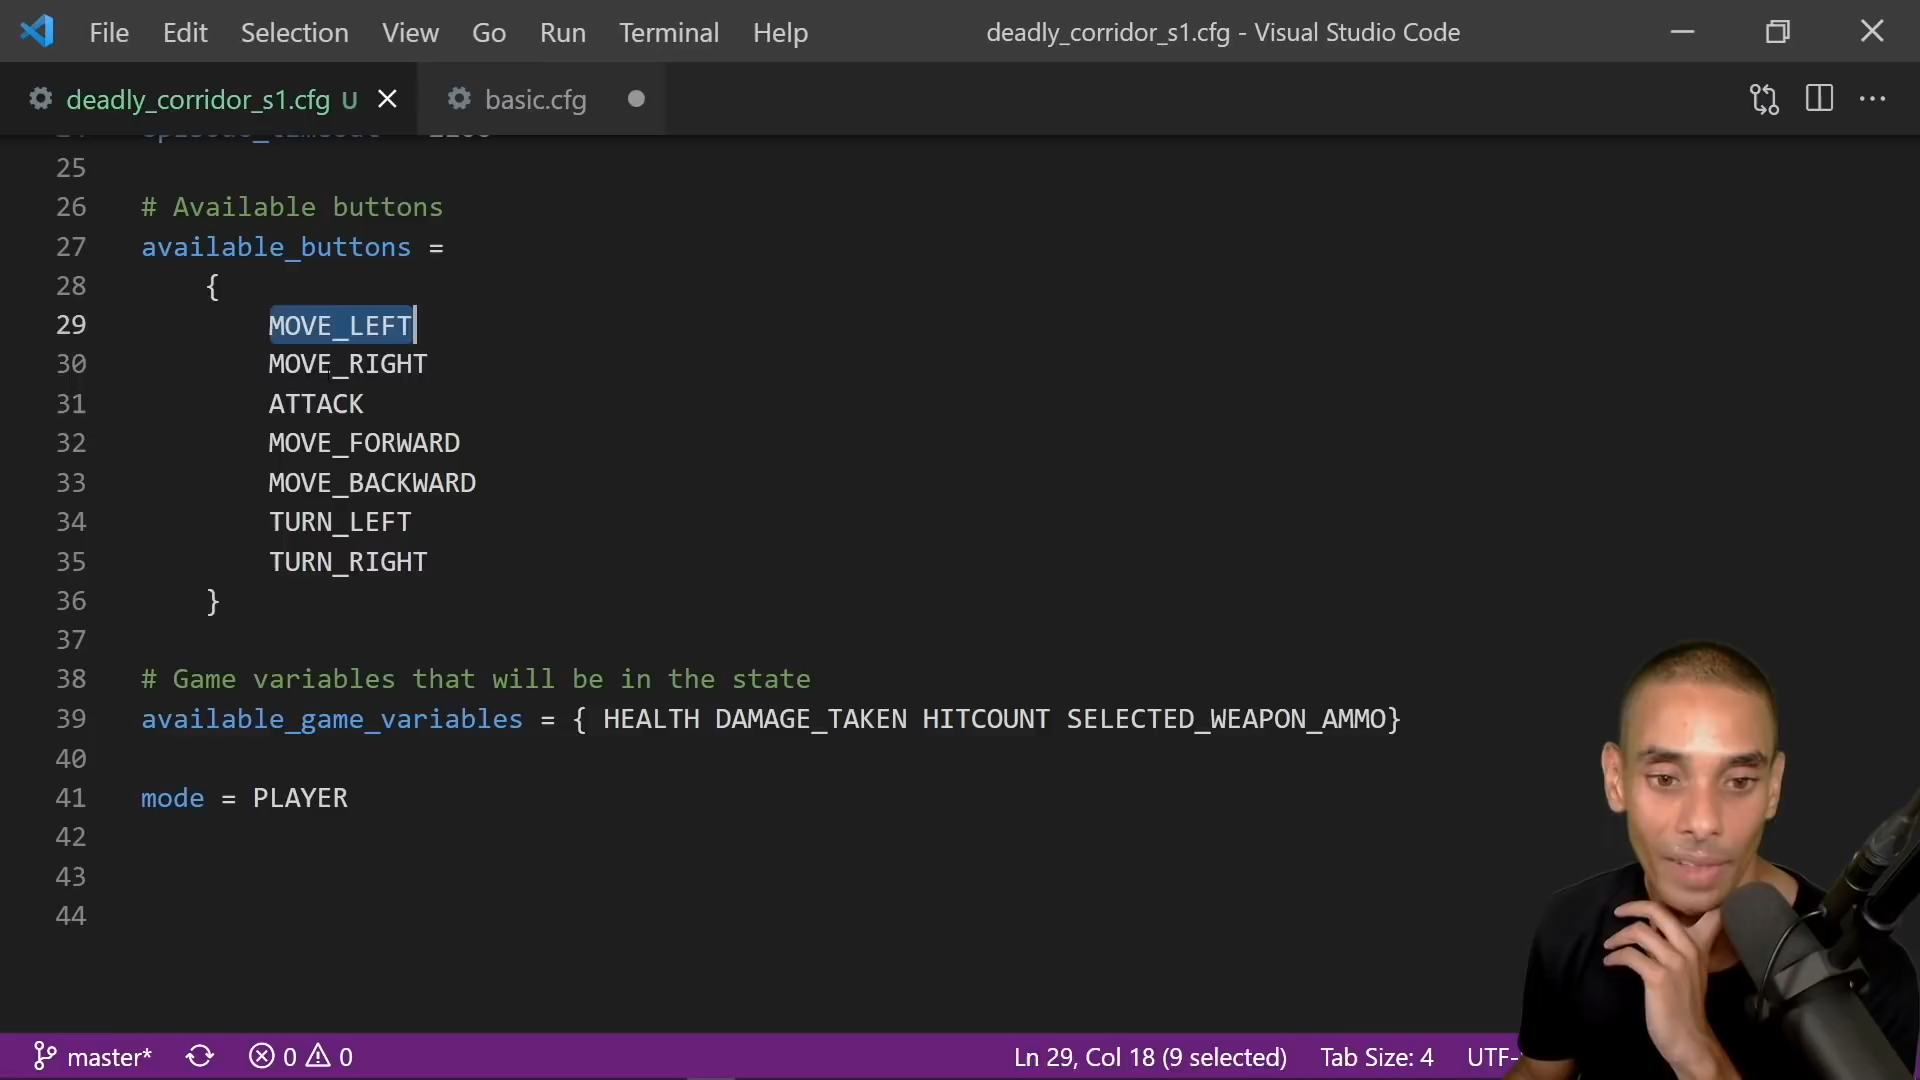 File Edit Selection View Go Run Terminal Help deadly_corridor_s1.cfg - Visual Studio Code
deadly_corridor_s1.cfg U basic.cfg
25
26 # Available buttons
27 available_buttons =
28 {
29 MOVE_LEFT
30 MOVE_RIGHT
31 ATTACK
32 MOVE_FORWARD
33 MOVE_BACKWARD
34 TURN_LEFT
35 TURN_RIGHT
36 }
37
38 # Game variables that will be in the state
39 available_game_variables = { HEALTH DAMAGE_TAKEN HITCOUNT SELECTED_WEAPON_AMMO}
40
41 mode = PLAYER
42
43
44
master* 0 0 Ln 29, Col 18 (9 selected) Tab Size: 4 UTF-